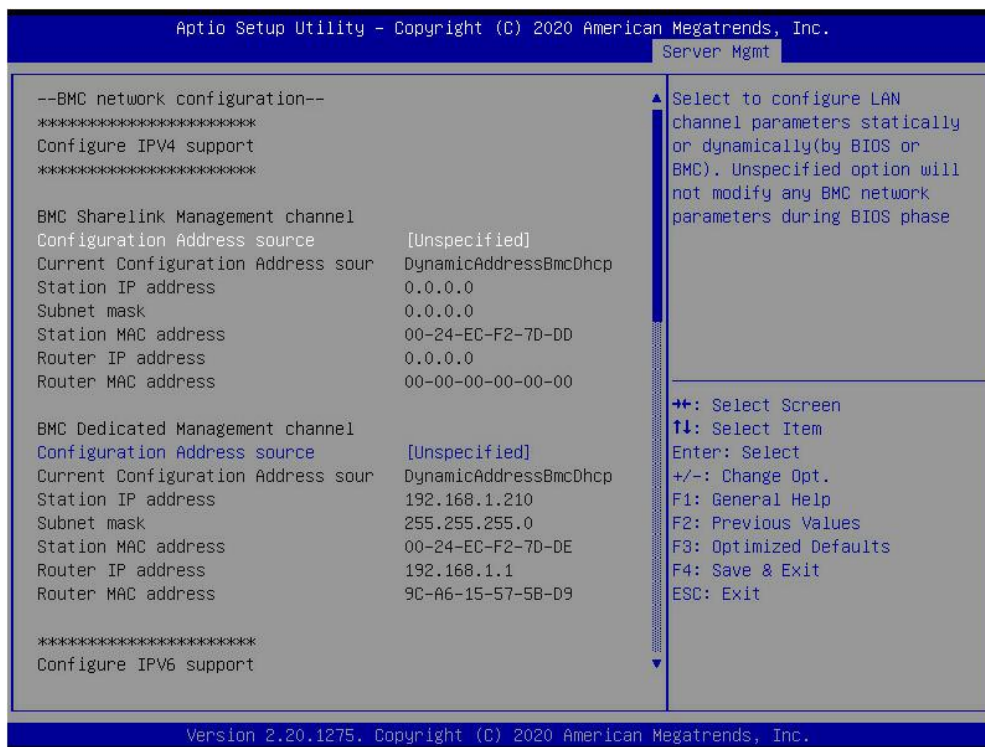 Aptio Setup Utility – Copyright (C) 2020 American Megatrends, Inc.
Server Mgmt
--BMC network configuration--
**********************
Configure IPV4 support
**********************
BMC Sharelink Management channel
Configuration Address source [Unspecified]
Current Configuration Address sour DynamicAddressBmcDhcp
Station IP address 0.0.0.0
Subnet mask 0.0.0.0
Station MAC address 00-24-EC-F2-7D-DD
Router IP address 0.0.0.0
Router MAC address 00-00-00-00-00-00
BMC Dedicated Management channel
Configuration Address source [Unspecified]
Current Configuration Address sour DynamicAddressBmcDhcp
Station IP address 192.168.1.210
Subnet mask 255.255.255.0
Station MAC address 00-24-EC-F2-7D-DE
Router IP address 192.168.1.1
Router MAC address 9C-A6-15-57-5B-D9
**********************
Configure IPV6 support
Select to configure LAN
channel parameters statically
or dynamically(by BIOS or
BMC). Unspecified option will
not modify any BMC network
parameters during BIOS phase
→←: Select Screen
↑↓: Select Item
Enter: Select
+/-: Change Opt.
F1: General Help
F2: Previous Values
F3: Optimized Defaults
F4: Save & Exit
ESC: Exit
Version 2.20.1275. Copyright (C) 2020 American Megatrends, Inc.